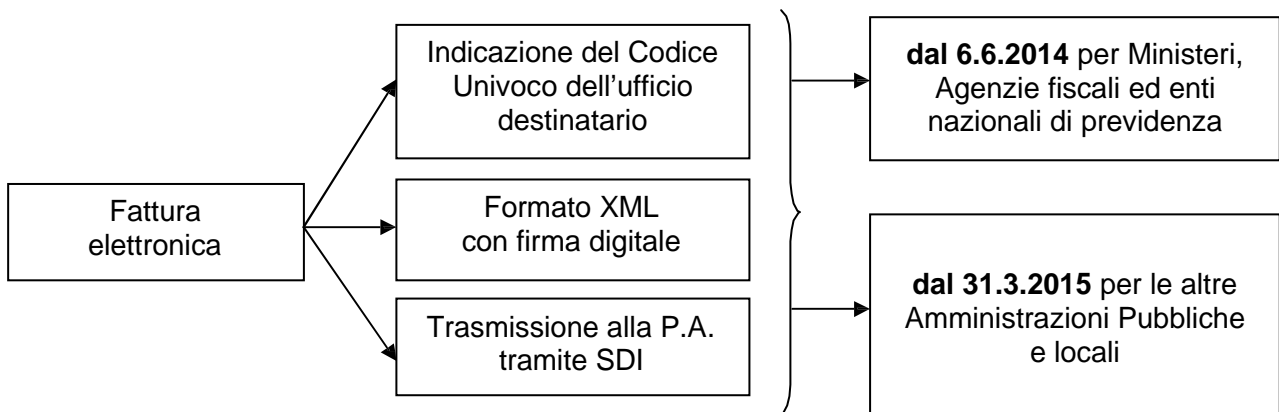 Fattura
elettronica
Indicazione del Codice
Univoco dell'ufficio
destinatario
Formato XML
con firma digitale
Trasmissione alla P.A.
tramite SDI
dal 6.6.2014 per Ministeri,
Agenzie fiscali ed enti
nazionali di previdenza
dal 31.3.2015 per le altre
Amministrazioni Pubbliche
e locali